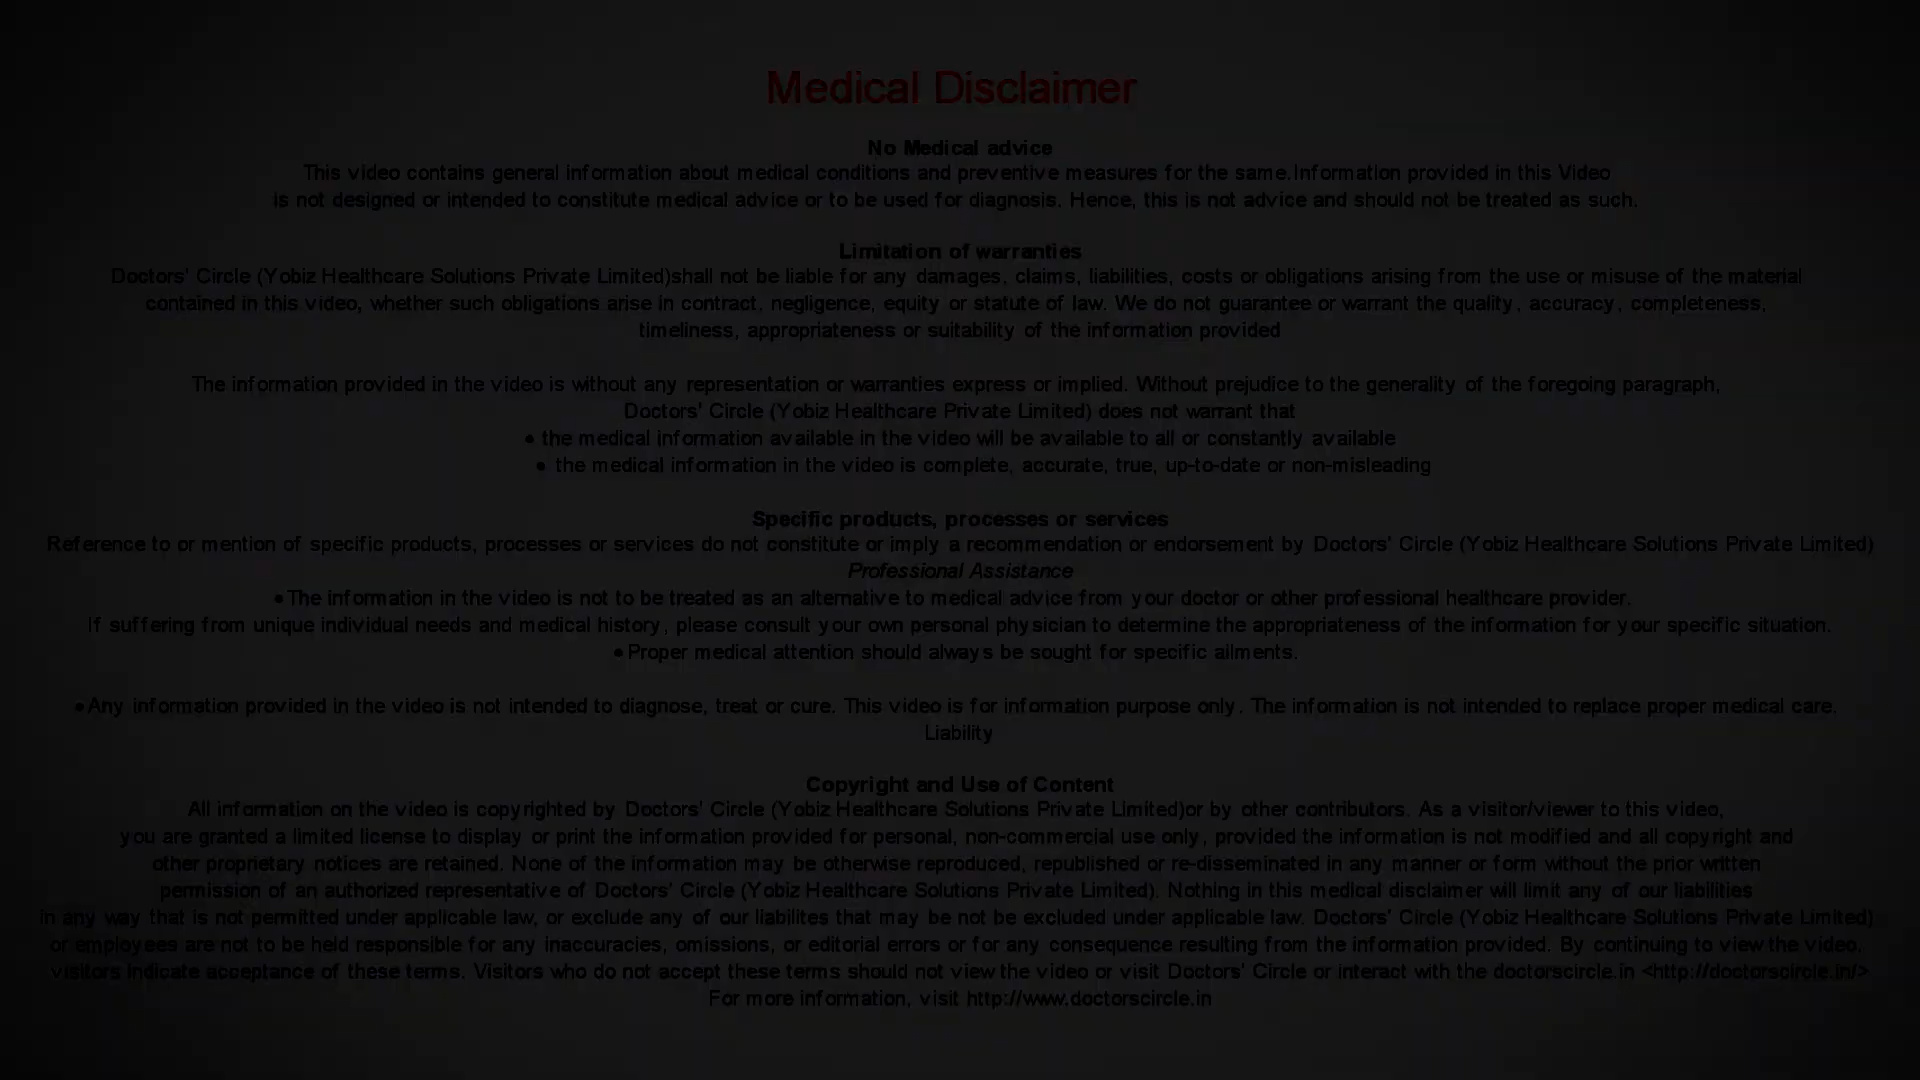 Medical Disclaimer
No Medical advice
This video contains general information about medical conditions and preventive measures for the same.Information provided in this Video
is not designed or intended to constitute medical advice or to be used for diagnosis. Hence, this is not advice and should not be treated as such.
Limitation of warranties
Doctors' Circle (Yobiz Healthcare Solutions Private Limited)shall not be liable for any damages, claims, liabilities, costs or obligations arising from the use or misuse of the material
contained in this video, whether such obligations arise in contract, negligence, equity or statute of law. We do not guarantee or warrant the quality, accuracy, completeness,
timeliness, appropriateness or suitability of the information provided
The information provided in the video is without any representation or warranties express or implied. Without prejudice to the generality of the foregoing paragraph,
Doctors' Circle (Yobiz Healthcare Private Limited) does not warrant that
• the medical information available in the video will be available to all or constantly available
• the medical information in the video is complete, accurate, true, up-to-date or non-misleading
Specific products, processes or services
Reference to or mention of specific products, processes or services do not constitute or imply a recommendation or endorsement by Doctors' Circle (Yobiz Healthcare Solutions Private Limited)
Professional Assistance
•The information in the video is not to be treated as an alternative to medical advice from your doctor or other professional healthcare provider.
If suffering from unique individual needs and medical history, please consult your own personal physician to determine the appropriateness of the information for your specific situation.
•Proper medical attention should always be sought for specific ailments.
•Any information provided in the video is not intended to diagnose, treat or cure. This video is for information purpose only. The information is not intended to replace proper medical care.
Liability
Copyright and Use of Content
All information on the video is copyrighted by Doctors' Circle (Yobiz Healthcare Solutions Private Limited)or by other contributors. As a visitor/viewer to this video,
you are granted a limited license to display or print the information provided for personal, non-commercial use only, provided the information is not modified and all copyright and
other proprietary notices are retained. None of the information may be otherwise reproduced, republished or re-disseminated in any manner or form without the prior written
permission of an authorized representative of Doctors' Circle (Yobiz Healthcare Solutions Private Limited). Nothing in this medical disclaimer will limit any of our liabilities
in any way that is not permitted under applicable law, or exclude any of our liabilites that may be not be excluded under applicable law. Doctors' Circle (Yobiz Healthcare Solutions Private Limited)
or employees are not to be held responsible for any inaccuracies, omissions, or editorial errors or for any consequence resulting from the information provided. By continuing to view the video,
visitors indicate acceptance of these terms. Visitors who do not accept these terms should not view the video or visit Doctors' Circle or interact with the doctorscircle.in <http://doctorscircle.in/>
For more information, visit http://www.doctorscircle.in